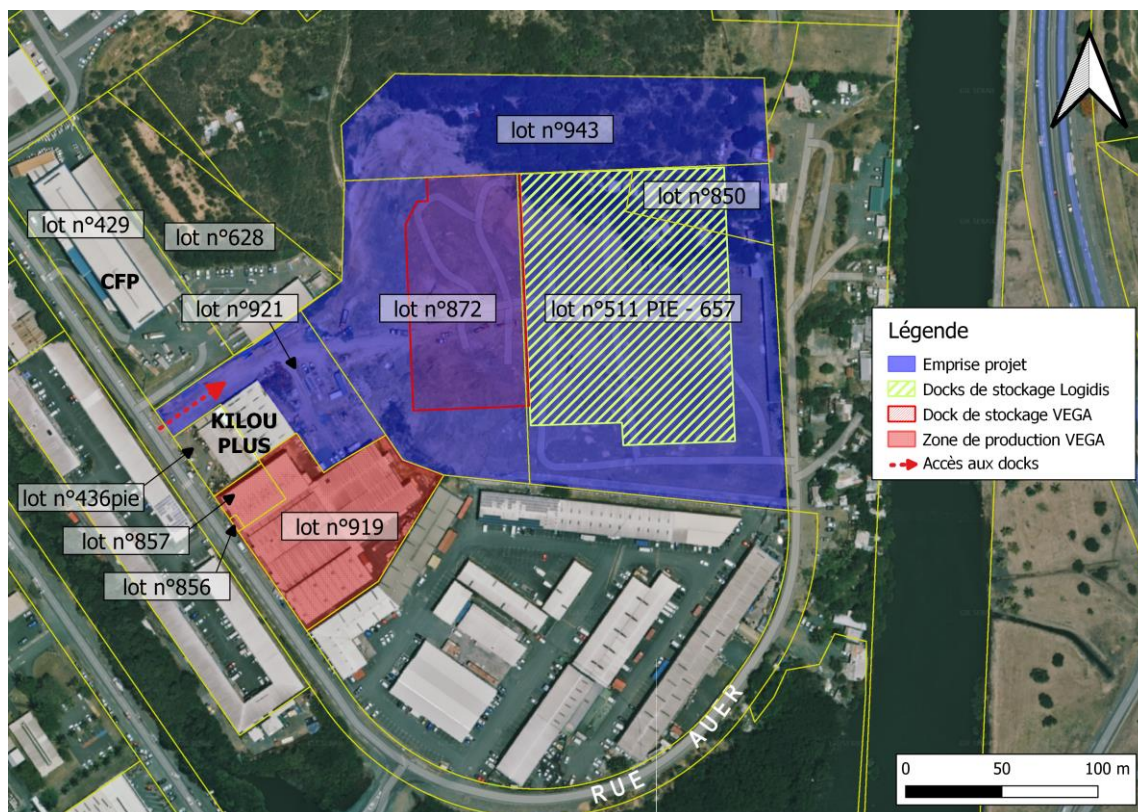 lot n°943
lot n°850
lot n°429
lot n°628
CFP
lot n°921
lot n°872
lot n°511 PIE - 657
KILOU
PLUS
lot n°436pie
lot n°857
lot n°919
lot n°856
Légende
Emprise projet
Docks de stockage Logidis
Dock de stockage VEGA
Zone de production VEGA
Accès aux docks
RUE AUER
0 50 100 m